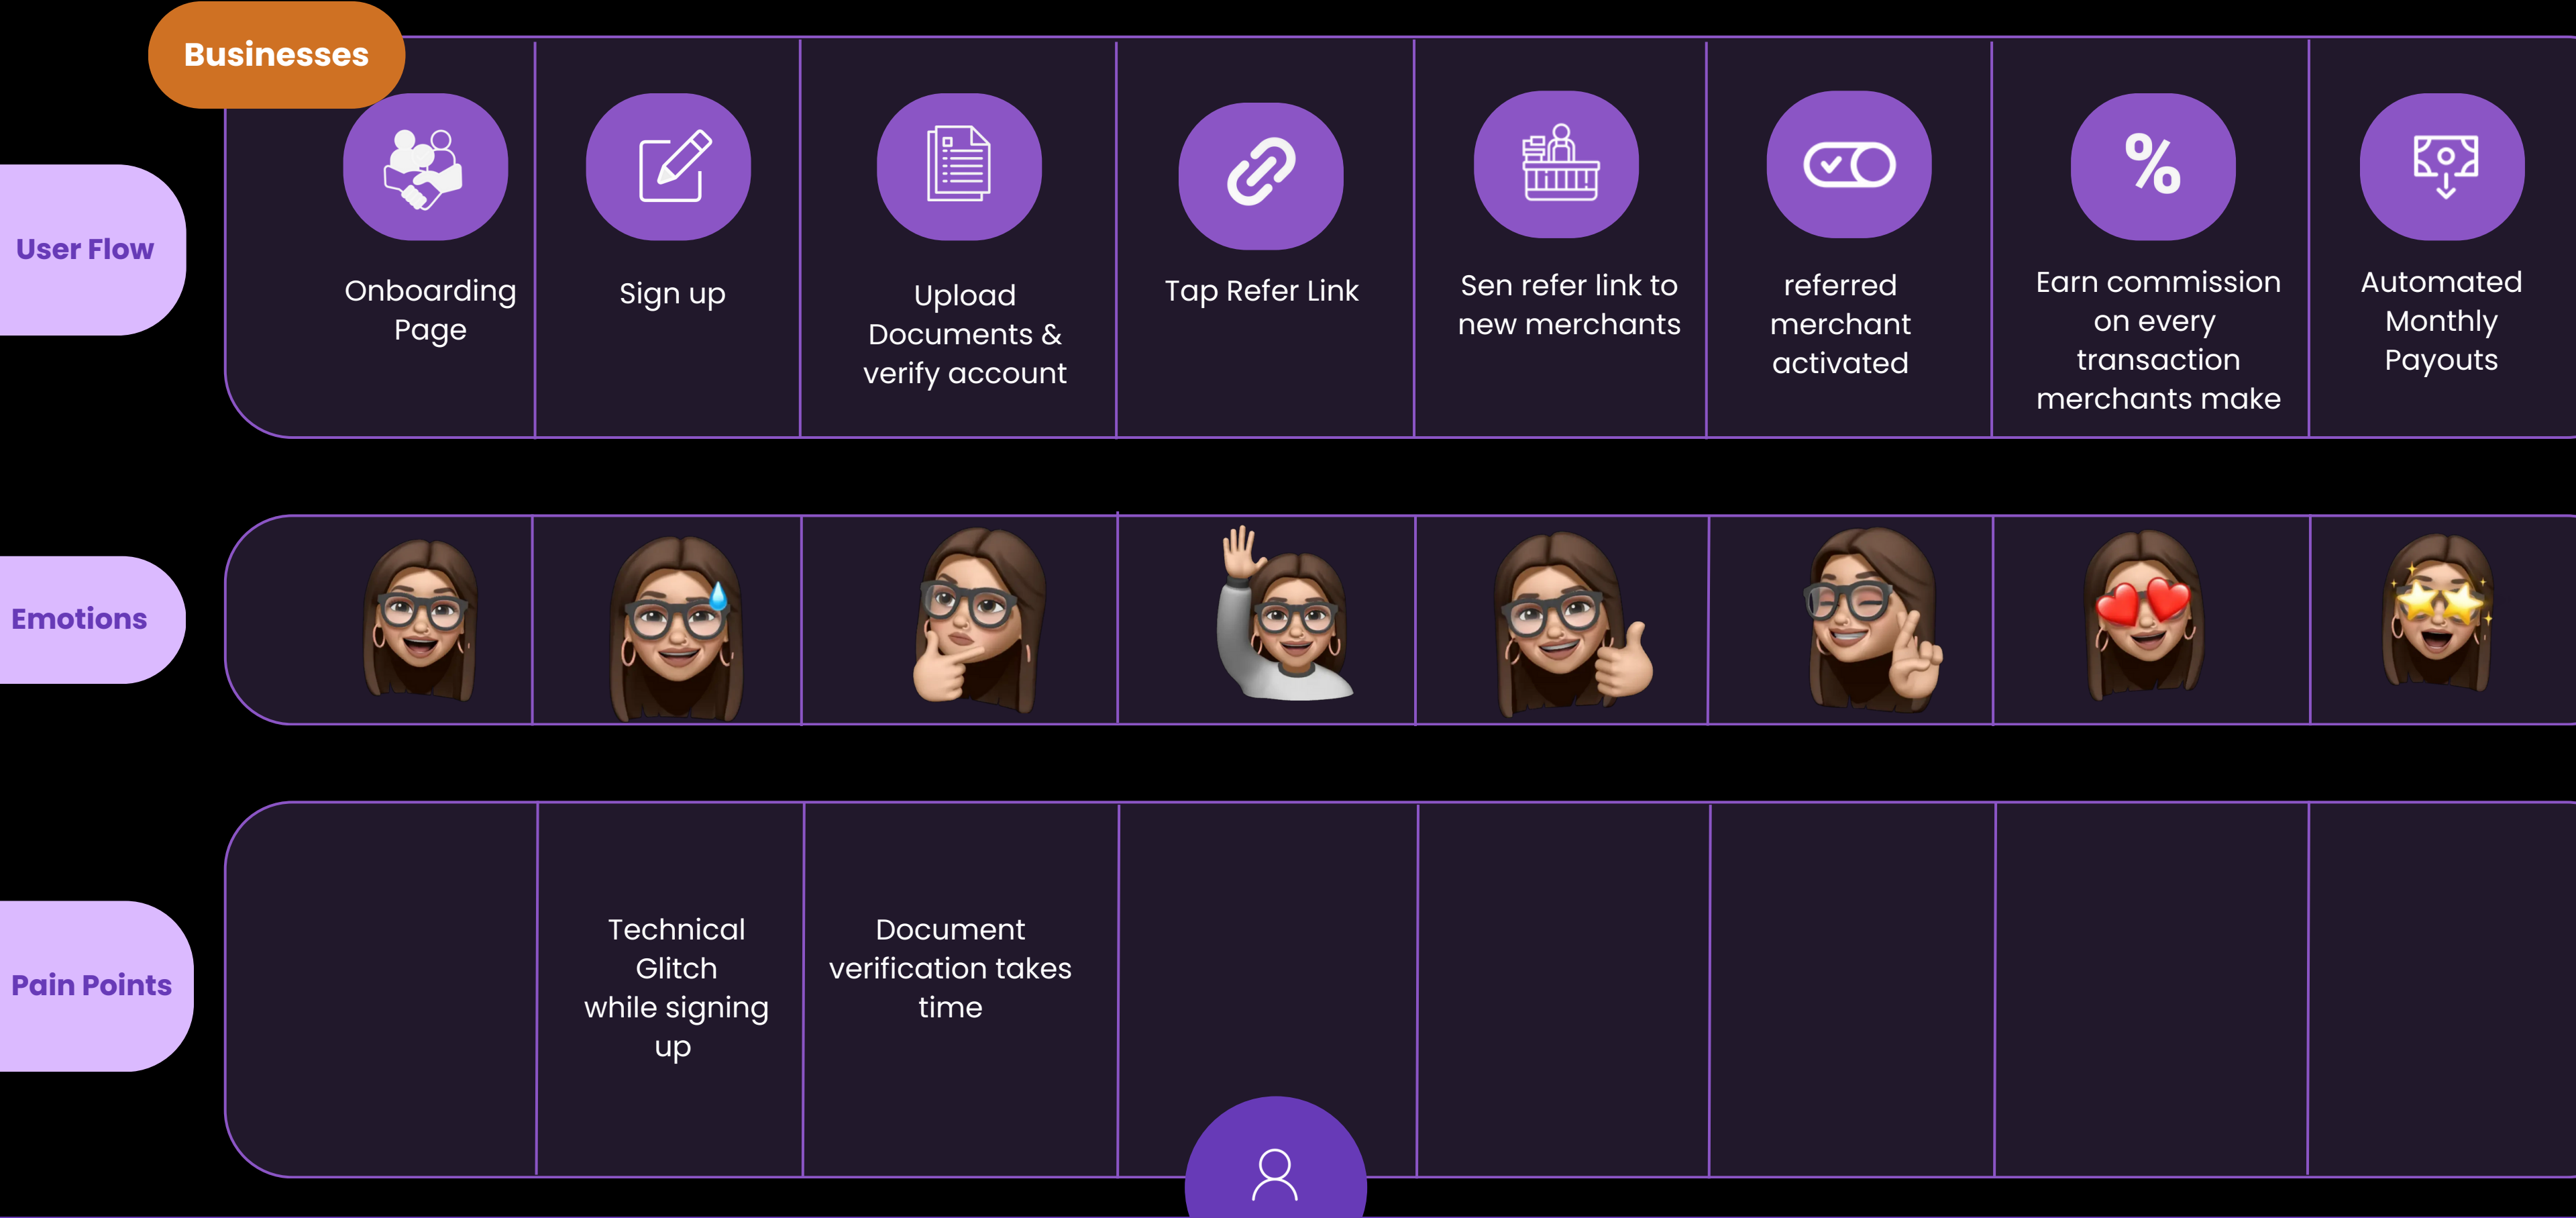 Businesses
User Flow
Onboarding
Page
Sign up
Upload
Documents &
verify account
Tap Refer Link
Sen refer link to
new merchants
referred
merchant
activated
Earn commission
on every
transaction
merchants make
Automated
Monthly
Payouts
Emotions
Pain Points
Technical
Glitch
while signing
up
Document
verification takes
time